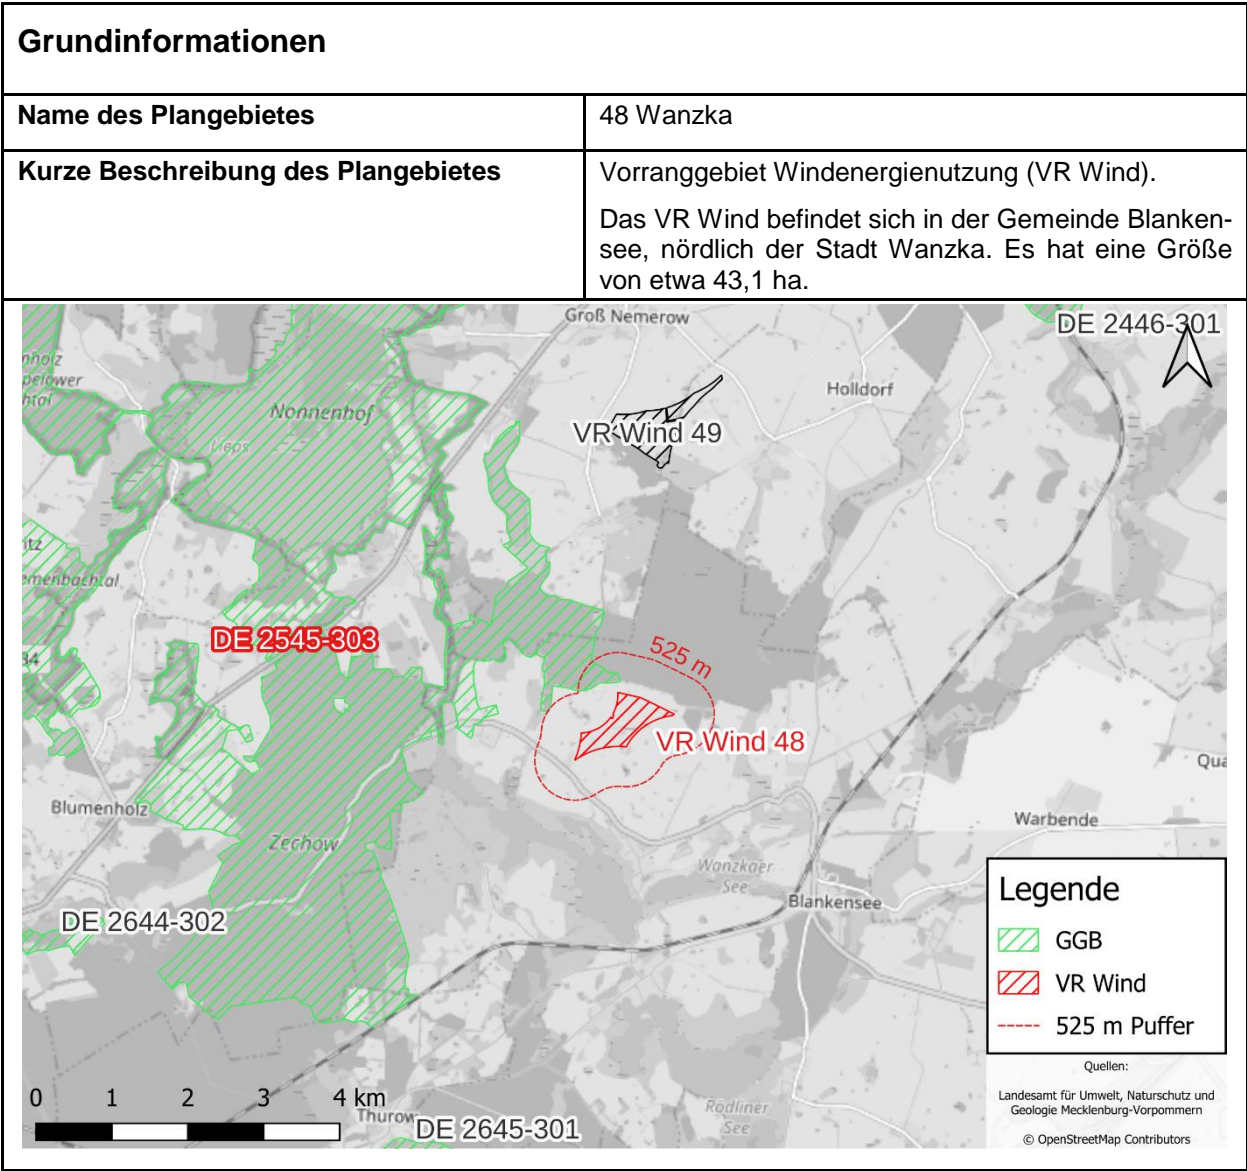 Grundinformationen
Name des Plangebietes
48 Wanzka
Kurze Beschreibung des Plangebietes
Vorranggebiet Windenergienutzung (VR Wind).
Das VR Wind befindet sich in der Gemeinde Blanken-
see, nördlich der Stadt Wanzka. Es hat eine Größe
von etwa 43,1 ha.
Groß Nemerow
DE 2446-301
Holldorf
Nonnenhof
VR Wind 49
Lieps
DE 2545-303
525 m
VR Wind 48
Blumenholz
Zechow
Warbende
Wanzkaer
See
Blankensee
DE 2644-302
Legende
GGB
VR Wind
525 m Puffer
Quellen:
Landesamt für Umwelt, Naturschutz und
Geologie Mecklenburg-Vorpommern
© OpenStreetMap Contributors
0 1 2 3 4 km
Thurow
DE 2645-301
Rödliner
See